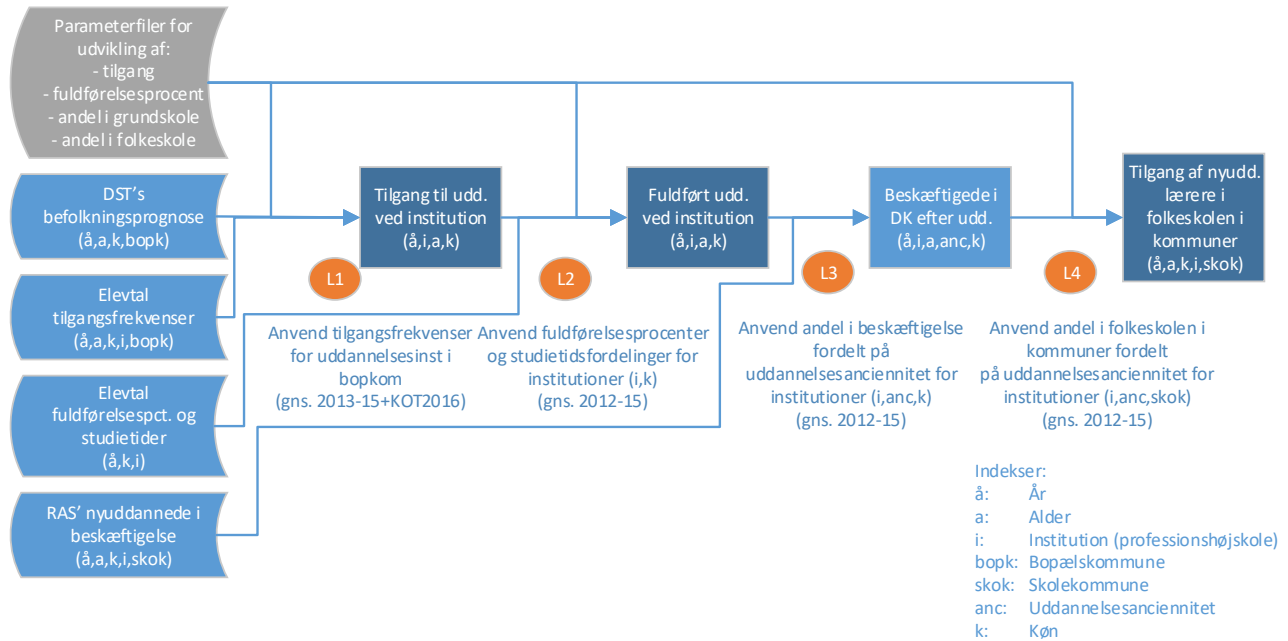 Parameterfiler for
udvikling af:
- tilgang
- fuldførelsesprocent
- andel i grundskole
- andel i folkeskole
DST's
befolkningsprognose
(å,a,k,bopk)
Elevtal
tilgangsfrekvenser
(å,a,k,i,bopk)
Elevtal
fuldførelsespct. og
studietider
(å,k,i)
RAS' nyuddannede i
beskæftigelse
(å,a,k,i,skok)
Tilgang til udd.
ved institution
(å,i,a,k)
Fuldført udd.
ved institution
(å,i,a,k)
Beskæftigede i
DK efter udd.
(å,i,a,anc,k)
Tilgang af nyudd.
lærere i
folkeskolen i
kommuner
(å,a,k,i,skok)
L1
Anvend tilgangsfrekvenser
for uddannelsesinst i
bopkom
(gns. 2013-15+KOT2016)
L2
Anvend fuldførelsesprocenter
og studietidsfordelinger for
institutioner (i,k)
(gns. 2012-15)
L3
Anvend andel i beskæftigelse
fordelt på
uddannelsesanciennitet for
institutioner (i,anc,k)
(gns. 2012-15)
L4
Anvend andel i folkeskolen i
kommuner fordelt
på uddannelsesanciennitet for
institutioner (i,anc,skok)
(gns. 2012-15)
Indekser:
å: År
a: Alder
i: Institution (professionshøjskole)
bopk: Bopælskommune
skok: Skolekommune
anc: Uddannelsesanciennitet
k: Køn